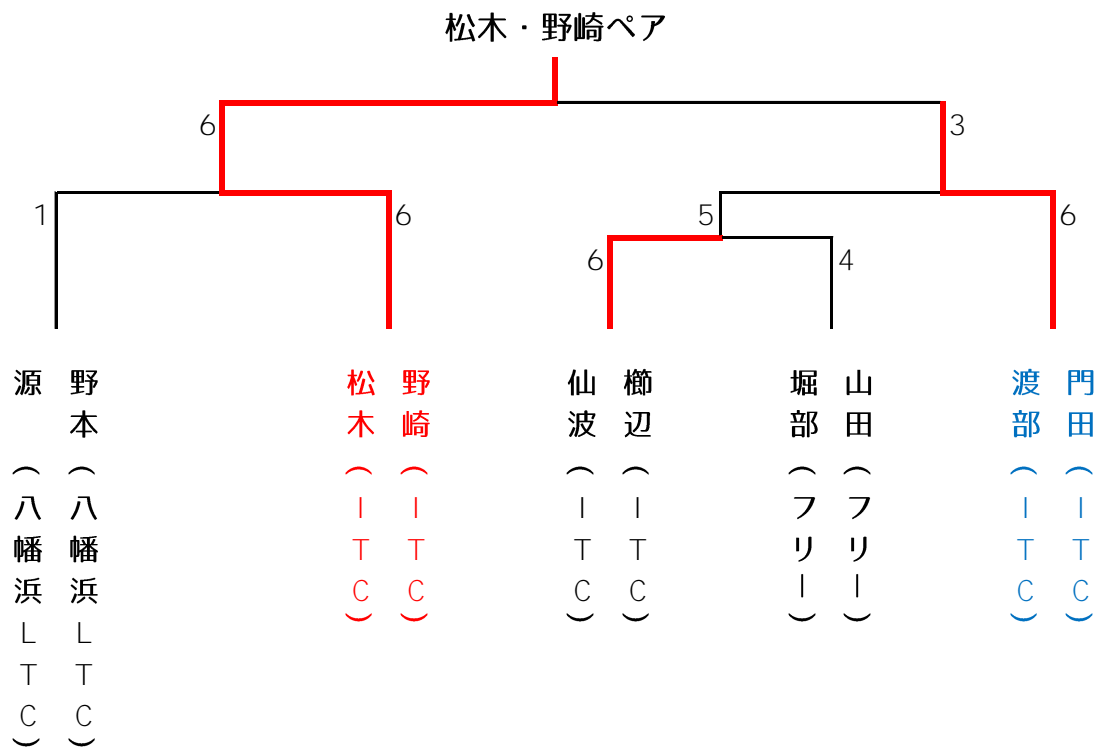 松木・野崎ペア
6
3
1
6
5
6
6
4
源（八幡浜LTC）
野本（八幡浜LTC）
松木（ITC）
野崎（ITC）
仙波（ITC）
櫛辺（ITC）
堀部（フリー）
山田（フリー）
渡部（ITC）
門田（ITC）